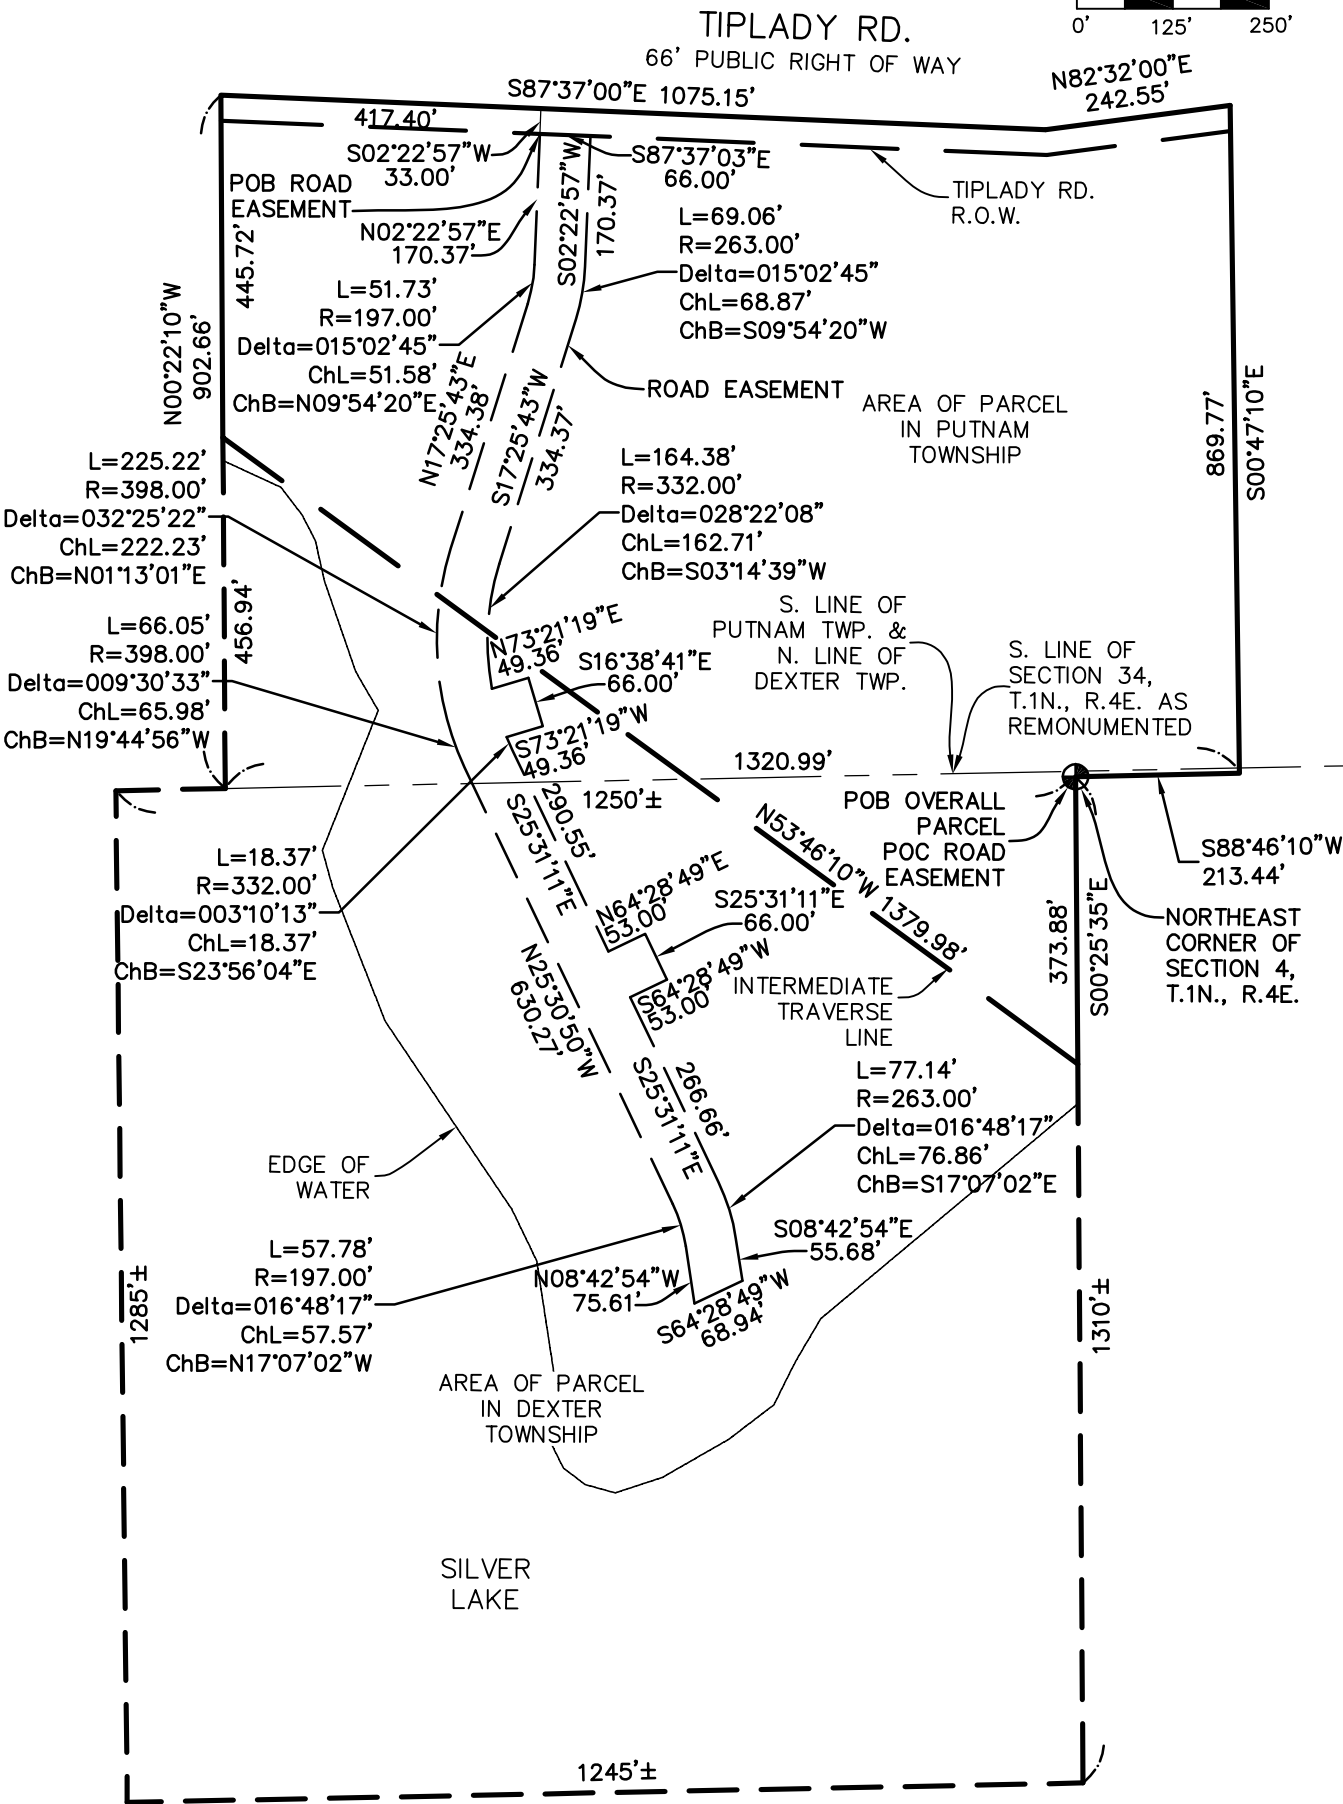 0' 125' 250'
TIPLADY RD.
66' PUBLIC RIGHT OF WAY
S87°37'00"E 1075.15'
N82°32'00"E
242.55'
417.40'
S02°22'57"W
33.00'
S87°37'03"E
66.00'
POB ROAD
EASEMENT
TIPLADY RD.
R.O.W.
N02°22'57"E
170.37'
S02°22'57"W
170.37'
445.72'
N00°22'10"W
902.66'
L=69.06'
R=263.00'
Delta=015°02'45"
ChL=68.87'
ChB=S09°54'20"W
L=51.73'
R=197.00'
Delta=015°02'45"
ChL=51.58'
ChB=N09°54'20"E
ROAD EASEMENT
N17°25'43"E
334.38'
S17°25'43"W
334.37'
AREA OF PARCEL
IN PUTNAM
TOWNSHIP
869.77'
S00°47'10"E
L=225.22'
R=398.00'
Delta=032°25'22"
ChL=222.23'
ChB=N01°13'01"E
L=164.38'
R=332.00'
Delta=028°22'08"
ChL=162.71'
ChB=S03°14'39"W
456.94'
L=66.05'
R=398.00'
Delta=009°30'33"
ChL=65.98'
ChB=N19°44'56"W
N73°21'19"E
49.36'
S16°38'41"E
66.00'
S73°21'19"W
49.36'
S. LINE OF
PUTNAM TWP. &
N. LINE OF
DEXTER TWP.
S. LINE OF
SECTION 34,
T.1N., R.4E. AS
REMONUMENTED
1320.99'
1250'±
POB OVERALL
PARCEL
POC ROAD
EASEMENT
S88°46'10"W
213.44'
NORTHEAST
CORNER OF
SECTION 4,
T.1N., R.4E.
373.88'
S00°25'35"E
N53°46'10"W 1379.98'
INTERMEDIATE
TRAVERSE
LINE
290.55'
S25°31'11"E
N64°28'49"E
53.00'
S25°31'11"E
66.00'
S64°28'49"W
53.00'
L=18.37'
R=332.00'
Delta=003°10'13"
ChL=18.37'
ChB=S23°56'04"E
N25°30'50"W
630.27'
266.66'
S25°31'11"E
L=77.14'
R=263.00'
Delta=016°48'17"
ChL=76.86'
ChB=S17°07'02"E
EDGE OF
WATER
L=57.78'
R=197.00'
Delta=016°48'17"
ChL=57.57'
ChB=N17°07'02"W
S08°42'54"E
55.68'
N08°42'54"W
75.61'
S64°28'49"W
68.94'
1285'±
1310'±
AREA OF PARCEL
IN DEXTER
TOWNSHIP
SILVER
LAKE
1245'±